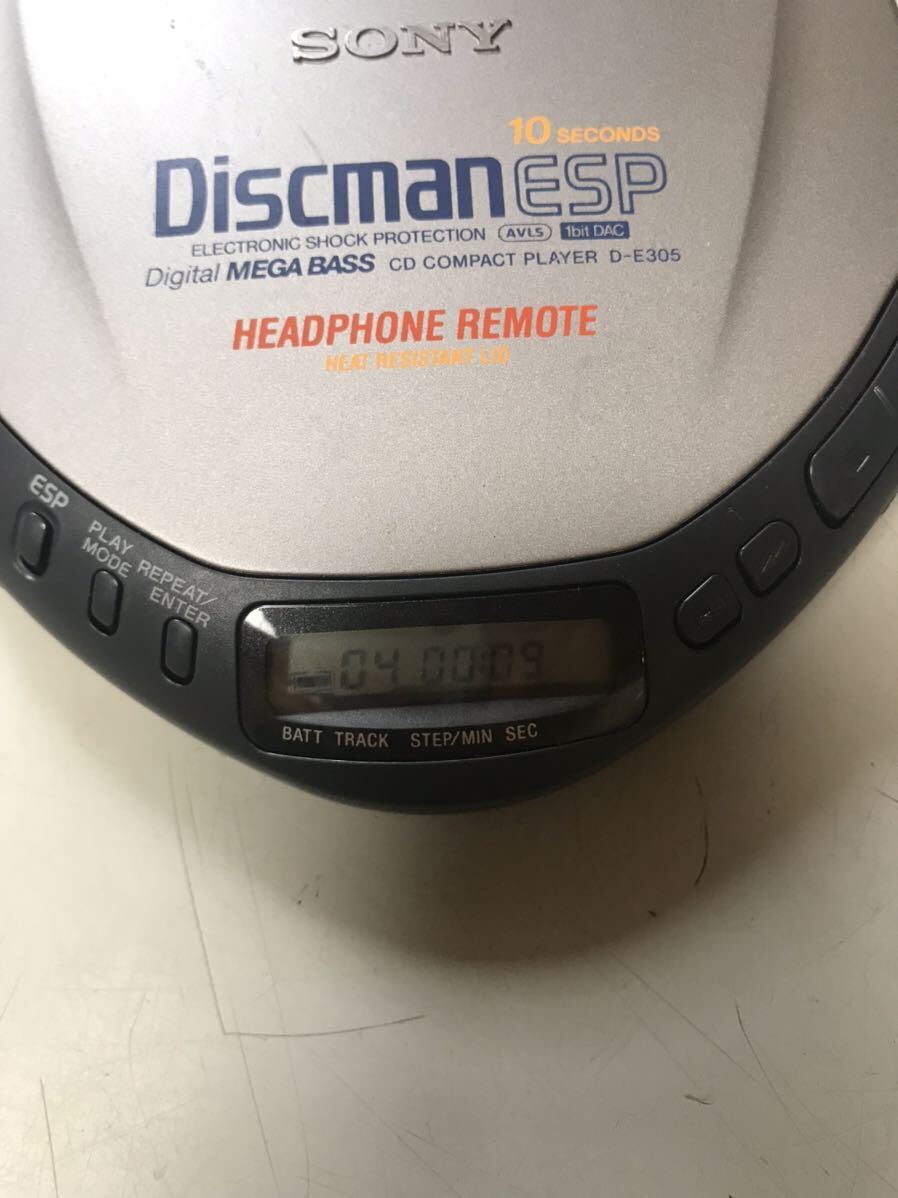 SONY
10 SECONDS
Discman ESP
ELECTRONIC SHOCK PROTECTION AVLS 1bit DAC
Digital MEGA BASS CD COMPACT PLAYER D-E305
HEADPHONE REMOTE
HEAT RESISTANT LID
ESP
PLAY
MODE
REPEAT/
ENTER
04 00:09
BATT TRACK STEP/MIN SEC